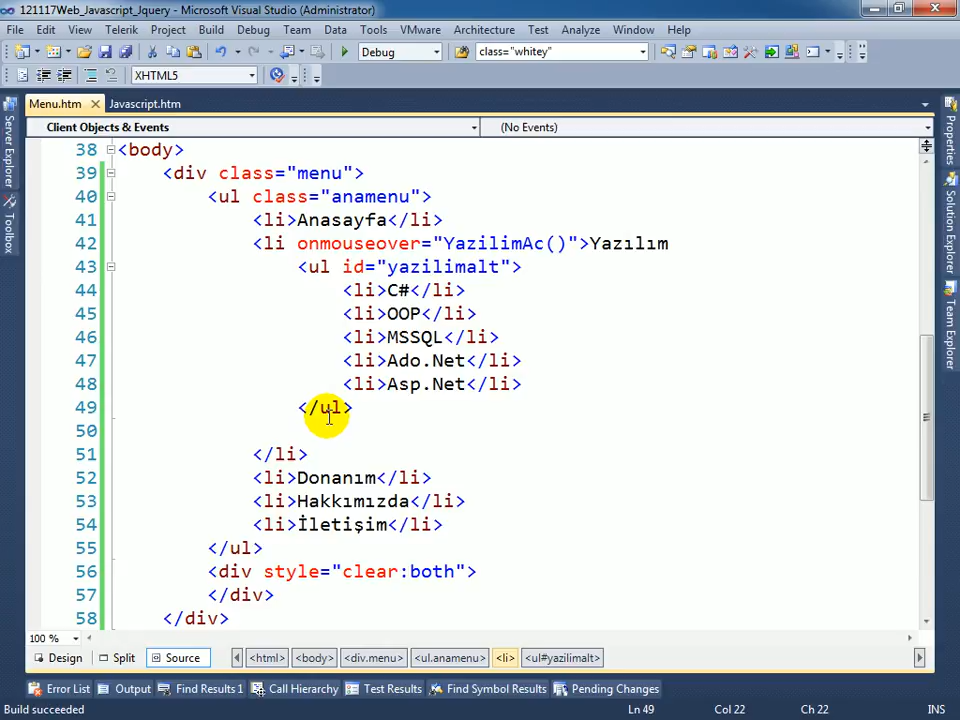 121117Web_Javascript_Jquery - Microsoft Visual Studio (Administrator)
File Edit View Telerik Project Build Debug Team Data Tools VMware Architecture Test Analyze Window Help
Debug class="whitey"
XHTML5
Menu.htm Javascript.htm
Client Objects & Events (No Events)
38 <body>
39 <div class="menu">
40 <ul class="anamenu">
41 <li>Anasayfa</li>
42 <li onmouseover="YazilimAc()">Yazılım
43 <ul id="yazilimalt">
44 <li>C#</li>
45 <li>OOP</li>
46 <li>MSSQL</li>
47 <li>Ado.Net</li>
48 <li>Asp.Net</li>
49 </ul>
50
51 </li>
52 <li>Donanım</li>
53 <li>Hakkımızda</li>
54 <li>İletişim</li>
55 </ul>
56 <div style="clear:both">
57 </div>
58 </div>
100 %
Design Split Source <html> <body> <div.menu> <ul.anamenu> <li> <ul#yazilimalt>
Error List Output Find Results 1 Call Hierarchy Test Results Find Symbol Results Pending Changes
Build succeeded Ln 49 Col 22 Ch 22 INS
Server Explorer
Toolbox
Properties
Solution Explorer
Team Explorer